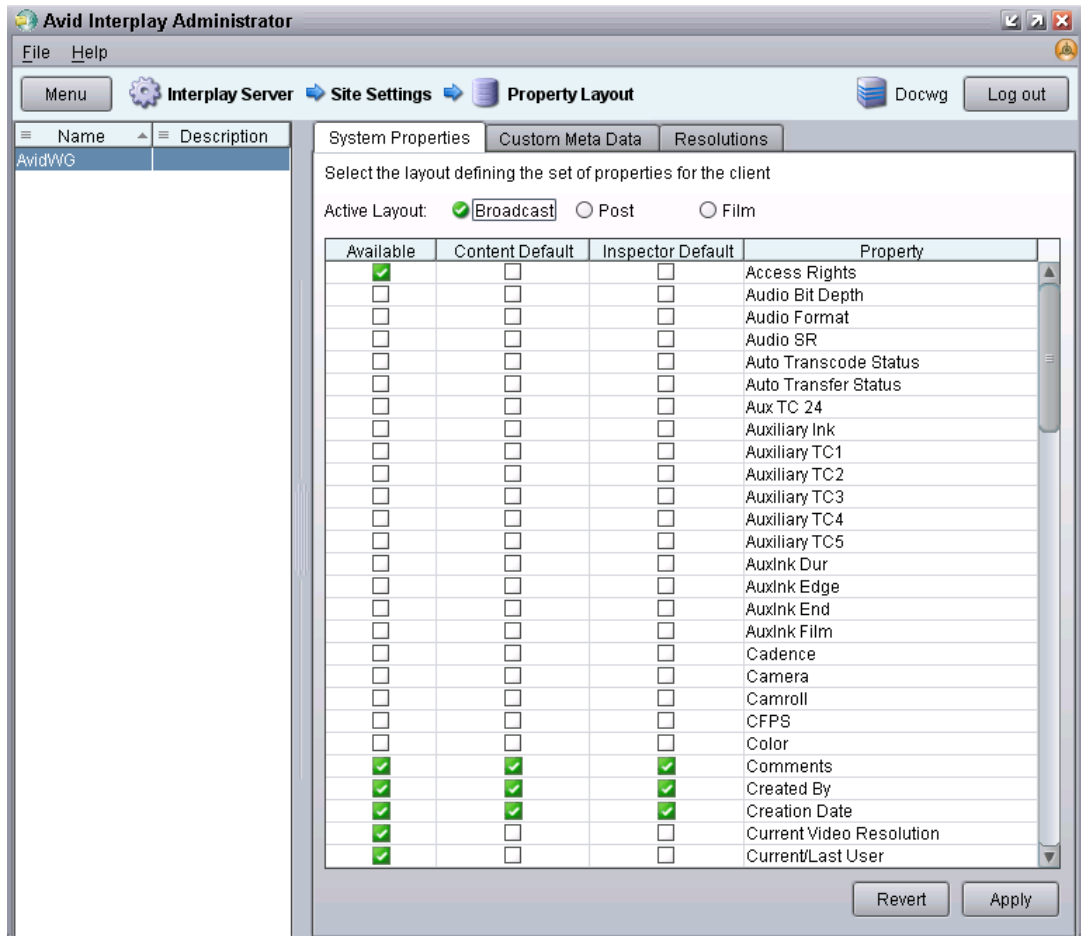 Avid Interplay Administrator
File Help
Menu Interplay Server Site Settings Property Layout Docwg Log out
Name Description
AvidWG
System Properties Custom Meta Data Resolutions
Select the layout defining the set of properties for the client
Active Layout: Broadcast Post Film
Available Content Default Inspector Default Property
Access Rights
Audio Bit Depth
Audio Format
Audio SR
Auto Transcode Status
Auto Transfer Status
Aux TC 24
Auxiliary Ink
Auxiliary TC1
Auxiliary TC2
Auxiliary TC3
Auxiliary TC4
Auxiliary TC5
AuxInk Dur
AuxInk Edge
AuxInk End
AuxInk Film
Cadence
Camera
Camroll
CFPS
Color
Comments
Created By
Creation Date
Current Video Resolution
Current/Last User
Revert Apply